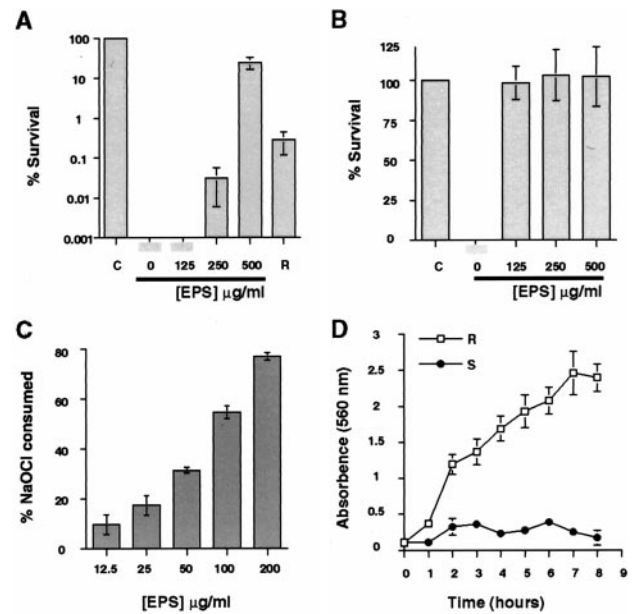 A
% Survival
100
10
1
0.1
0.01
0.001
C
0
125
250
500
R
[EPS] µg/ml
B
% Survival
125
100
75
50
25
0
C
0
125
250
500
[EPS] µg/ml
C
% NaOCl consumed
80
60
40
20
0
12.5
25
50
100
200
[EPS] µg/ml
D
Absorbence (560 nm)
3
2.5
2
1.5
1
0.5
0
R
S
0 1 2 3 4 5 6 7 8 9
Time (hours)